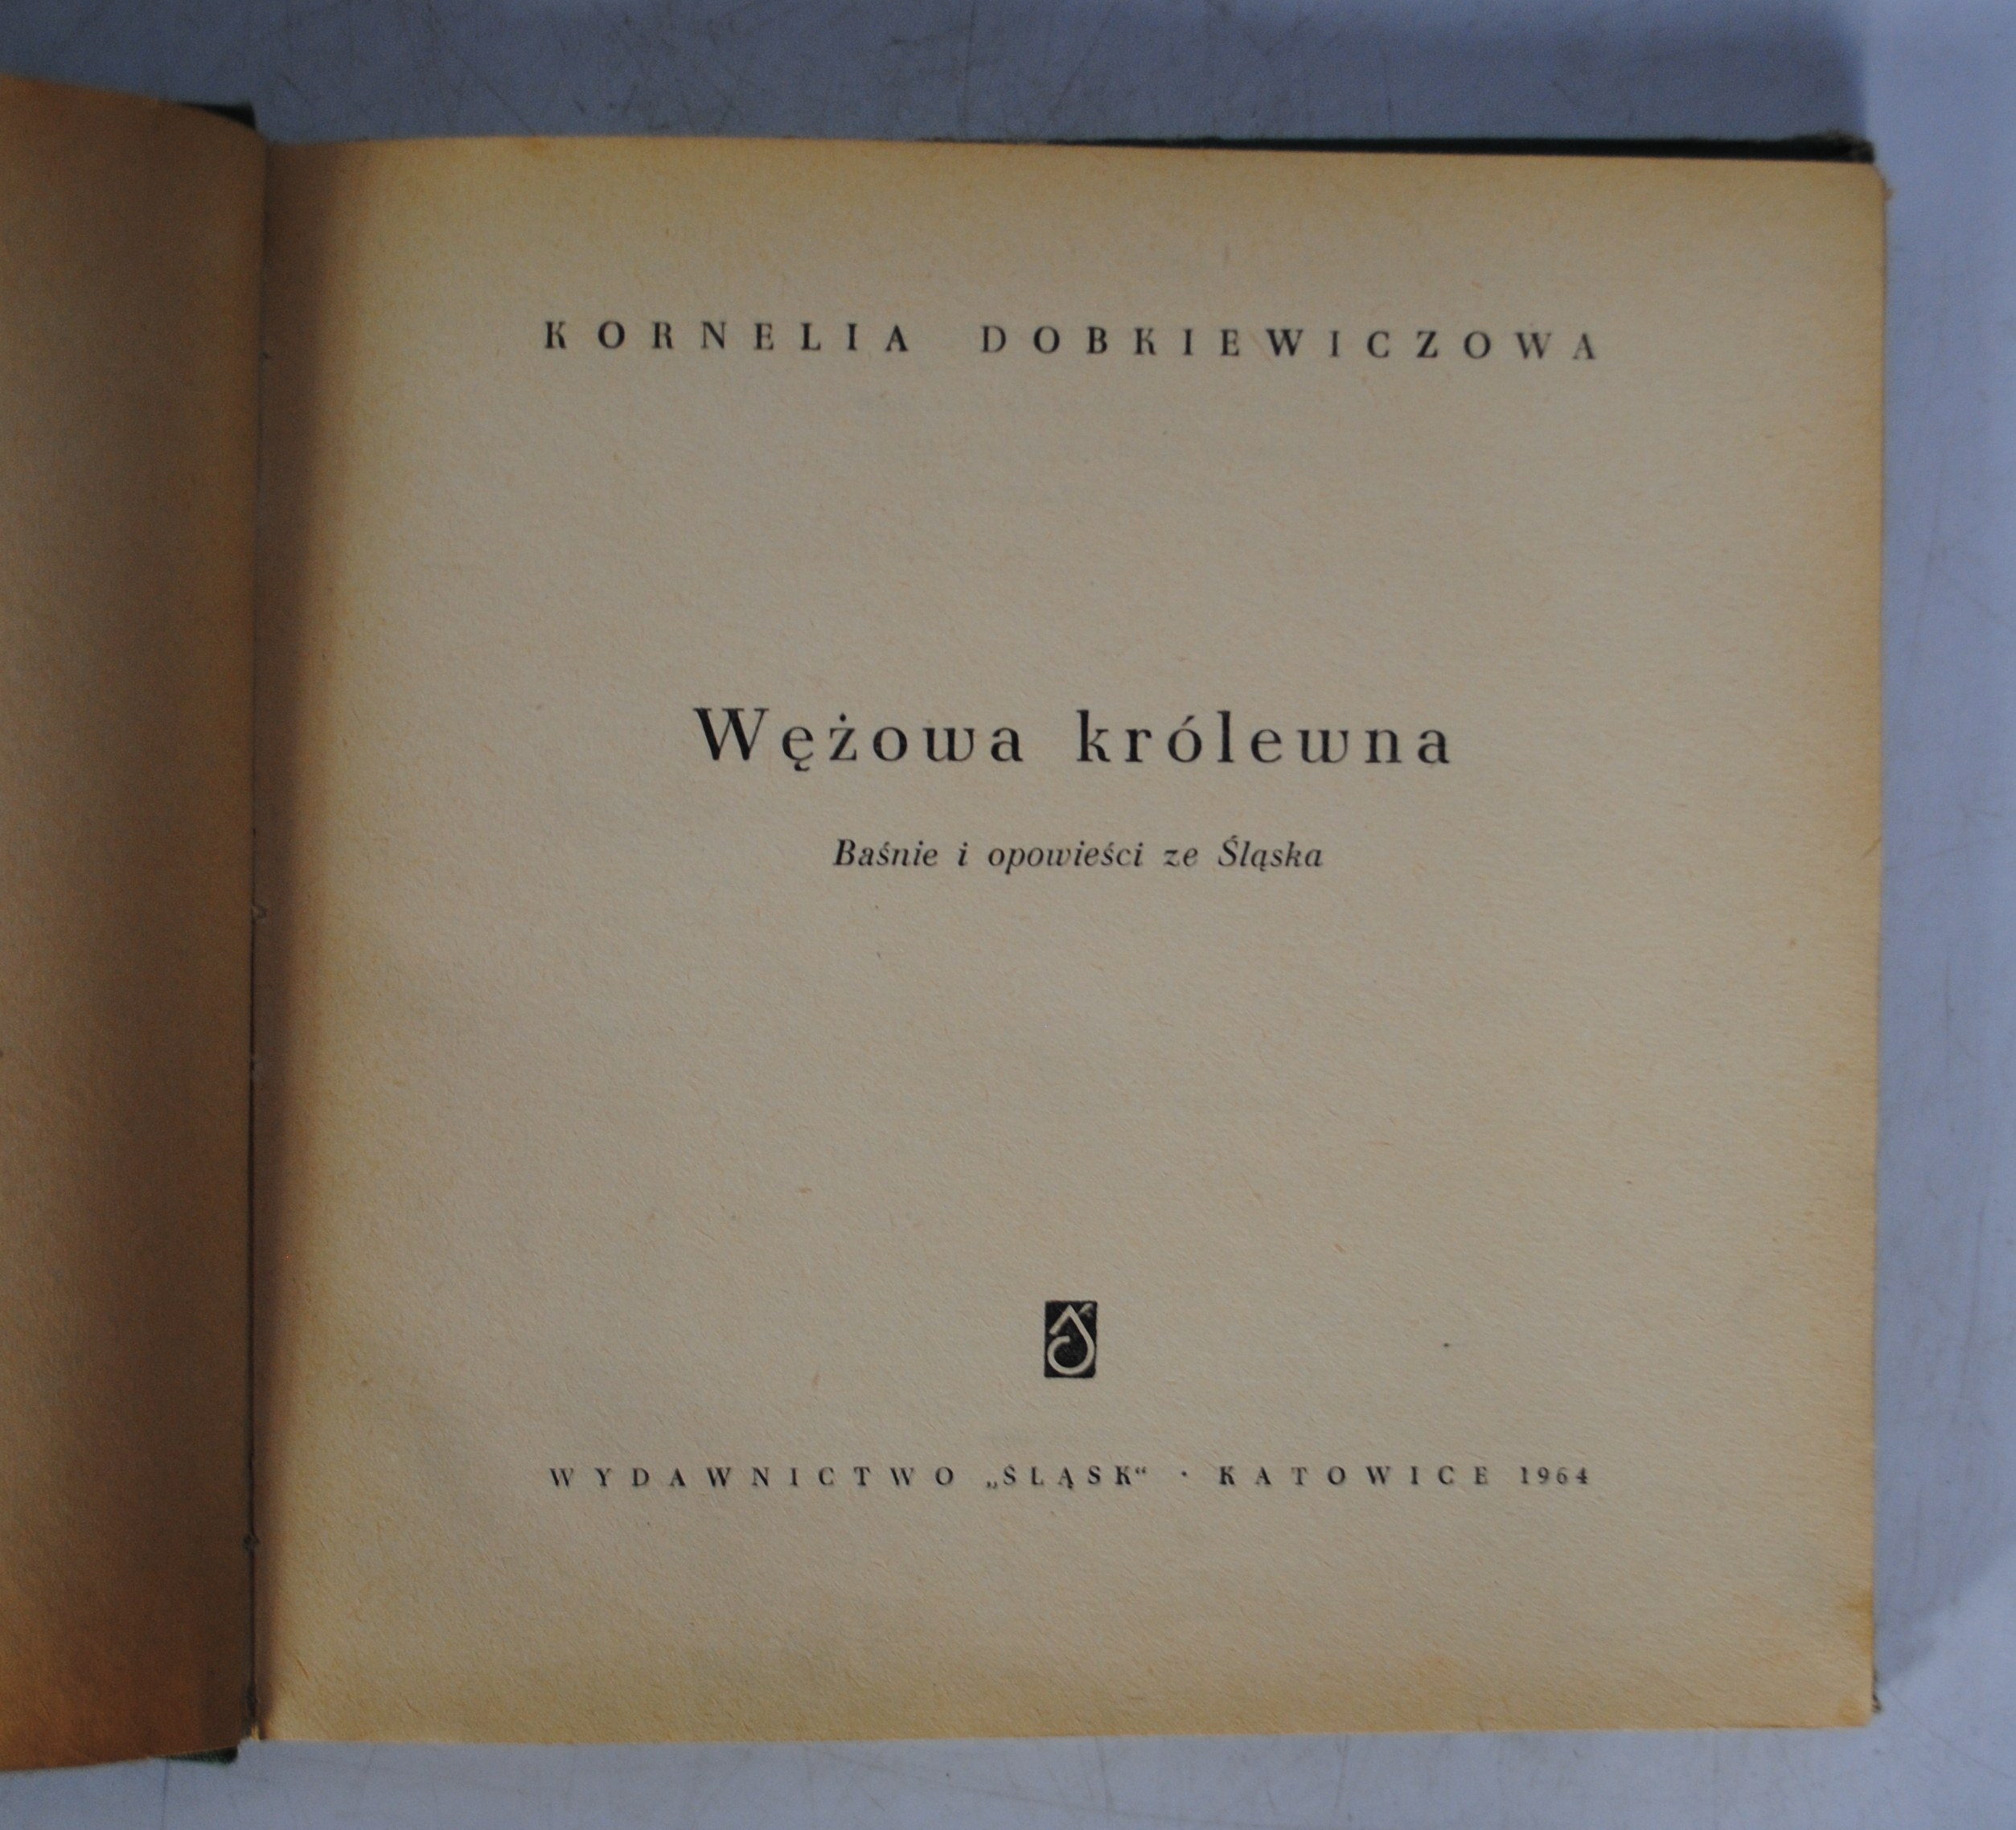 KORNELIA DOBKIEWICZOWA
Wężowa królewna
Baśnie i opowieści ze Śląska
WYDAWNICTWO „ŚLĄSK“ · KATOWICE 1964